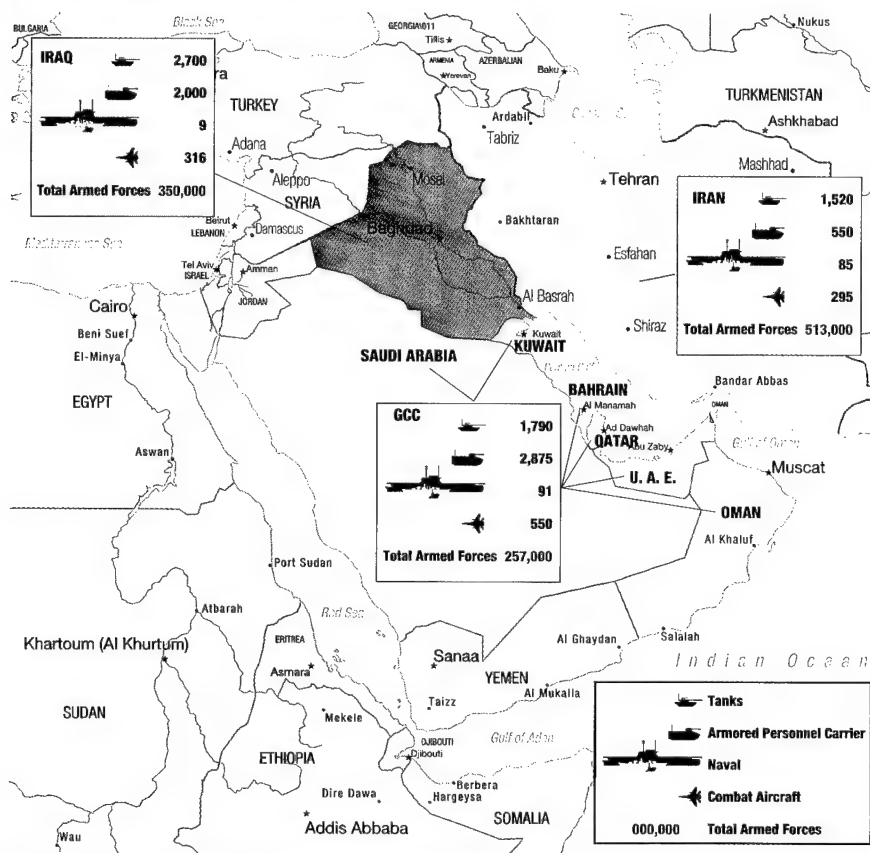 BULGARIA
Black Sea
GEORGIA
Tiflis
ARMENIA
Yerevan
AZERBAIJAN
Baku
Nukus
IRAQ
2,700
2,000
9
316
Total Armed Forces 350,000
TURKEY
Adana
Aleppo
SYRIA
Beirut
LEBANON
Damascus
Mediterranean Sea
Tel Aviv
ISRAEL
Amman
JORDAN
Ardabil
Tabriz
TURKMENISTAN
Ashkhabad
Mashhad
Mosal
Baghdad
Tehran
Bakhtaran
Esfahan
Al Basrah
Shiraz
IRAN
1,520
550
85
295
Total Armed Forces 513,000
Cairo
Beni Suef
El-Minya
EGYPT
Aswan
Kuwait
KUWAIT
SAUDI ARABIA
BAHRAIN
Al Manamah
Ad Dawhah
QATAR
Abu Zaby
U. A. E.
Bandar Abbas
OMAN
Gulf of Oman
Muscat
OMAN
Al Khaluf
GCC
1,790
2,875
91
550
Total Armed Forces 257,000
Port Sudan
Atbarah
Red Sea
Khartoum (Al Khurtum)
ERITREA
Asmara
SUDAN
Mekele
ETHIOPIA
Dire Dawa
Addis Abbaba
Wau
Sanaa
Taizz
YEMEN
Al Mukalla
Al Ghaydan
Salalah
Indian Ocean
Gulf of Adan
DJIBOUTI
Djibouti
Berbera
Hargeysa
SOMALIA
Tanks
Armored Personnel Carrier
Naval
Combat Aircraft
000,000 Total Armed Forces